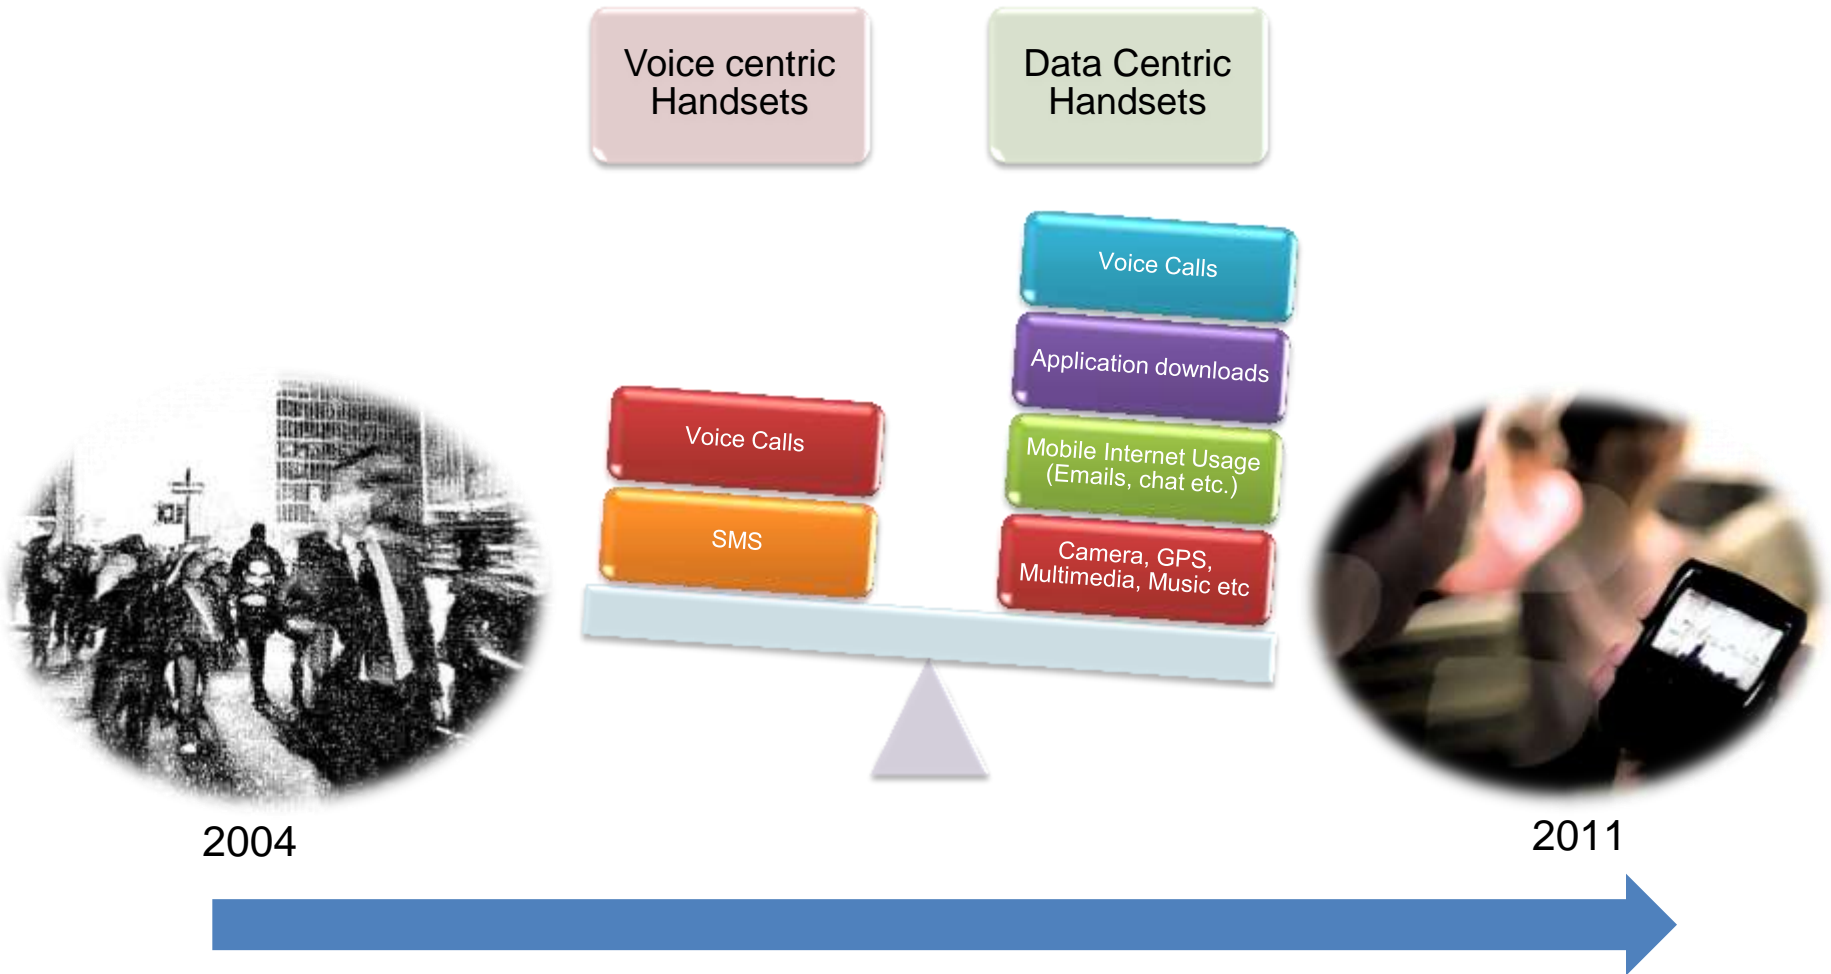 Voice centric
Handsets
Data Centric
Handsets
Voice Calls
SMS
Voice Calls
Application downloads
Mobile Internet Usage
(Emails, chat etc.)
Camera, GPS,
Multimedia, Music etc
2004
2011